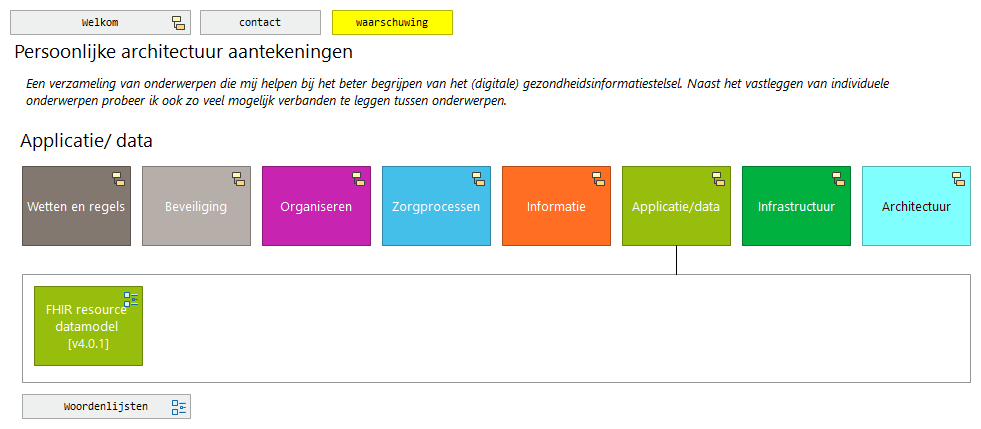 Welkom
contact
waarschuwing
Persoonlijke architectuur aantekeningen
Een verzameling van onderwerpen die mij helpen bij het beter begrijpen van het (digitale) gezondheidsinformatiestelsel. Naast het vastleggen van individuele
onderwerpen probeer ik ook zo veel mogelijk verbanden te leggen tussen onderwerpen.
Applicatie/ data
Wetten en regels
Beveiliging
Organiseren
Zorgprocessen
Informatie
Applicatie/data
Infrastructuur
Architectuur
FHIR resource
datamodel
[v4.0.1]
Woordenlijsten